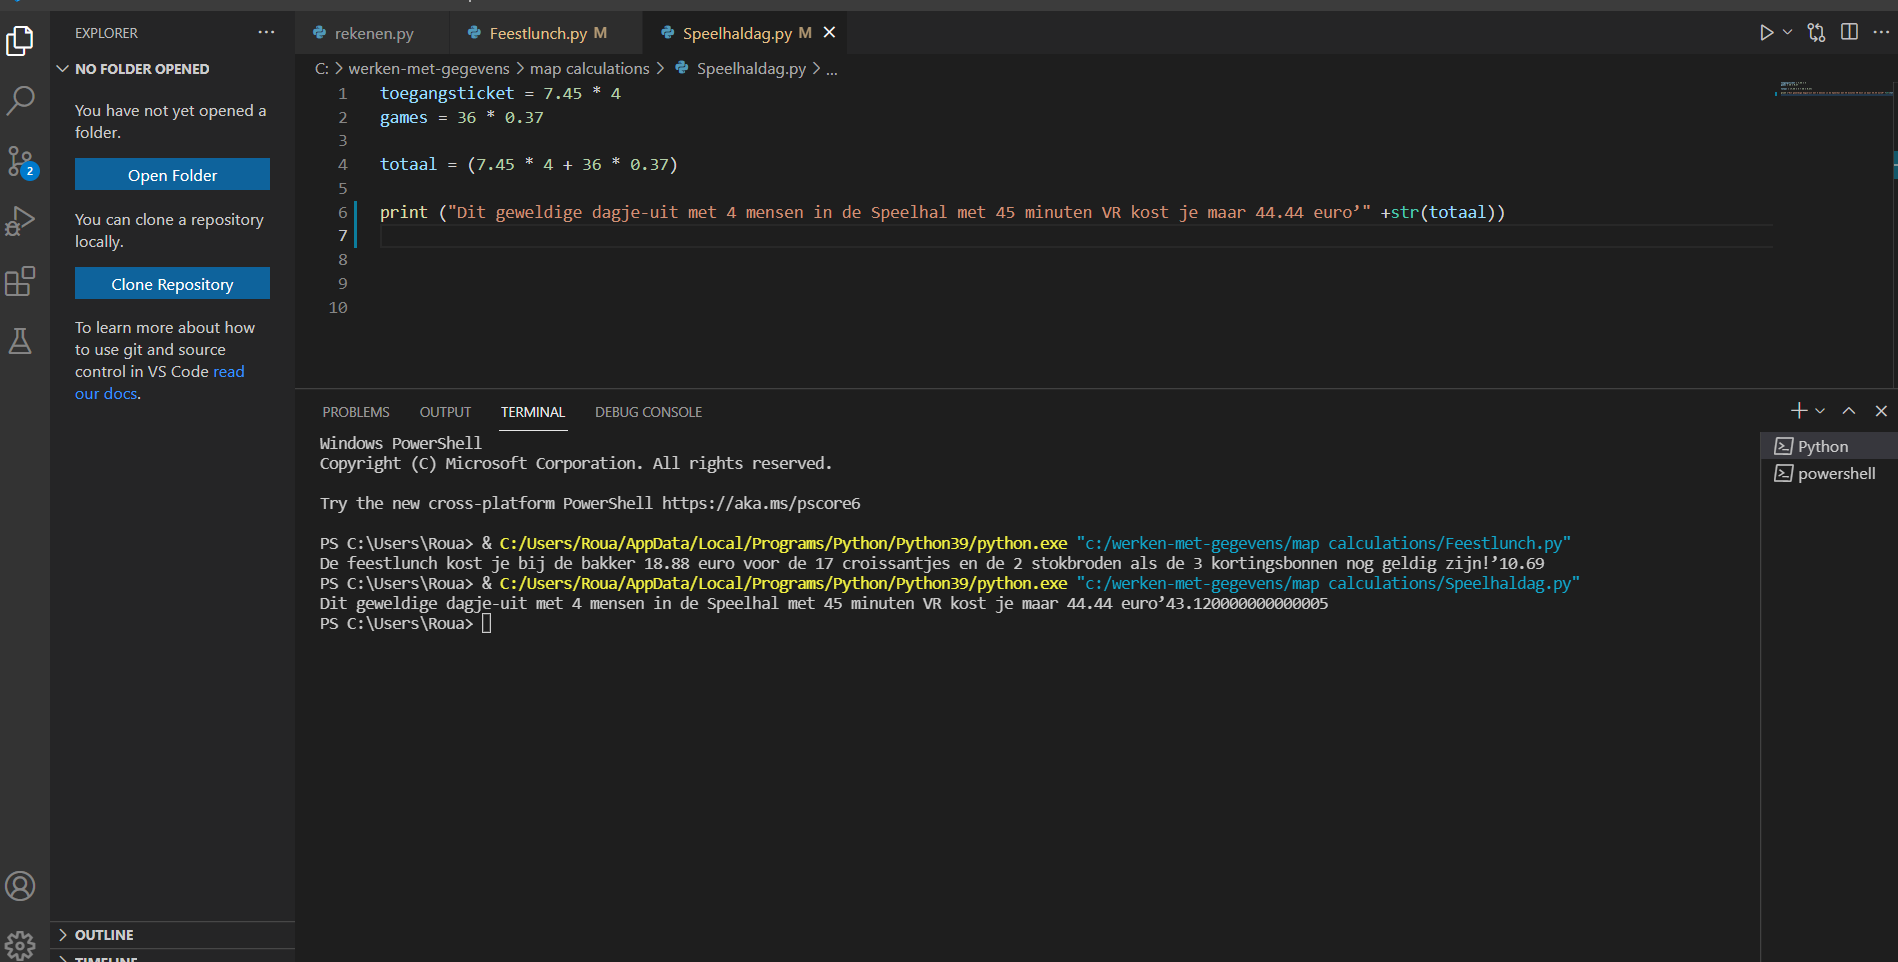 EXPLORER ...
NO FOLDER OPENED
You have not yet opened a
folder.
Open Folder
You can clone a repository
locally.
Clone Repository
To learn more about how
to use git and source
control in VS Code read
our docs.
OUTLINE
TIMELINE
2
rekenen.py
Feestlunch.py M
Speelhaldag.py M
C: > werken-met-gegevens > map calculations > Speelhaldag.py > ...
1 toegangsticket = 7.45 * 4
2 games = 36 * 0.37
3
4 totaal = (7.45 * 4 + 36 * 0.37)
5
6 print ("Dit geweldige dagje-uit met 4 mensen in de Speelhal met 45 minuten VR kost je maar 44.44 euro’" +str(totaal))
7
8
9
10
PROBLEMS OUTPUT TERMINAL DEBUG CONSOLE
Windows PowerShell
Copyright (C) Microsoft Corporation. All rights reserved.
Try the new cross-platform PowerShell https://aka.ms/pscore6
PS C:\Users\Roua> & C:/Users/Roua/AppData/Local/Programs/Python/Python39/python.exe "c:/werken-met-gegevens/map calculations/Feestlunch.py"
De feestlunch kost je bij de bakker 18.88 euro voor de 17 croissantjes en de 2 stokbroden als de 3 kortingsbonnen nog geldig zijn!’10.69
PS C:\Users\Roua> & C:/Users/Roua/AppData/Local/Programs/Python/Python39/python.exe "c:/werken-met-gegevens/map calculations/Speelhaldag.py"
Dit geweldige dagje-uit met 4 mensen in de Speelhal met 45 minuten VR kost je maar 44.44 euro’43.120000000000005
PS C:\Users\Roua>
Python
powershell